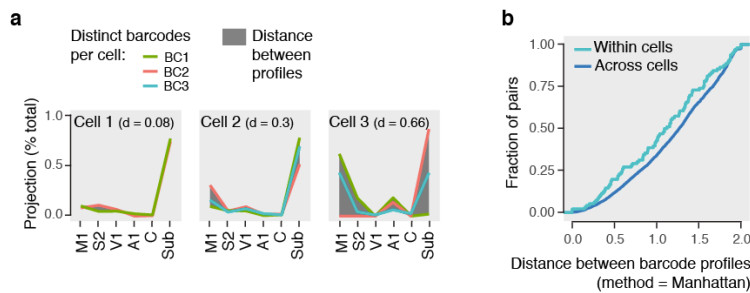 a
Distinct barcodes
per cell:
BC1
BC2
BC3
Distance
between
profiles
Projection (% total)
1.0
0.5
0.0
Cell 1 (d = 0.08)
Cell 2 (d = 0.3)
Cell 3 (d = 0.66)
M1 S2 V1 A1 C Sub
M1 S2 V1 A1 C Sub
M1 S2 V1 A1 C Sub
b
Fraction of pairs
1.00
0.75
0.50
0.25
0.00
Within cells
Across cells
0.0 0.5 1.0 1.5 2.0
Distance between barcode profiles
(method = Manhattan)